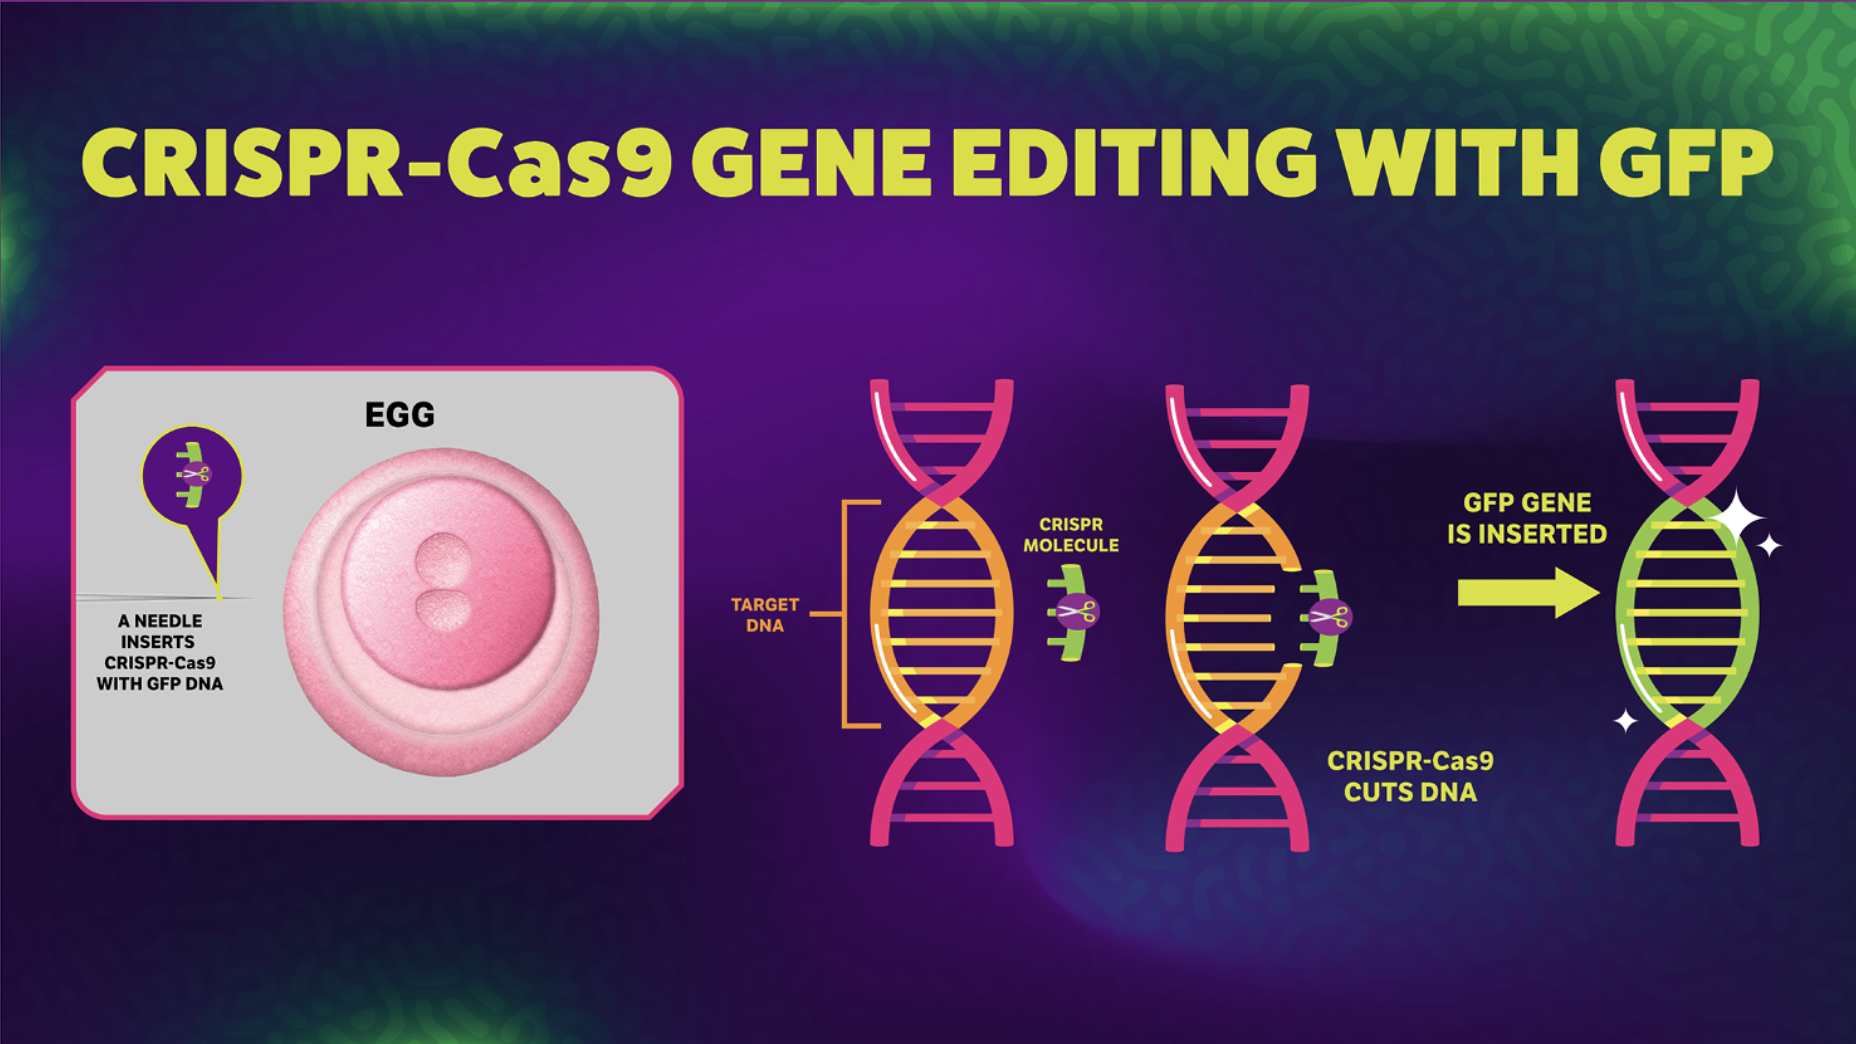 CRISPR-Cas9 GENE EDITING WITH GFP
EGG
A NEEDLE
INSERTS
CRISPR-Cas9
WITH GFP DNA
TARGET
DNA
CRISPR
MOLECULE
CRISPR-Cas9
CUTS DNA
GFP GENE
IS INSERTED